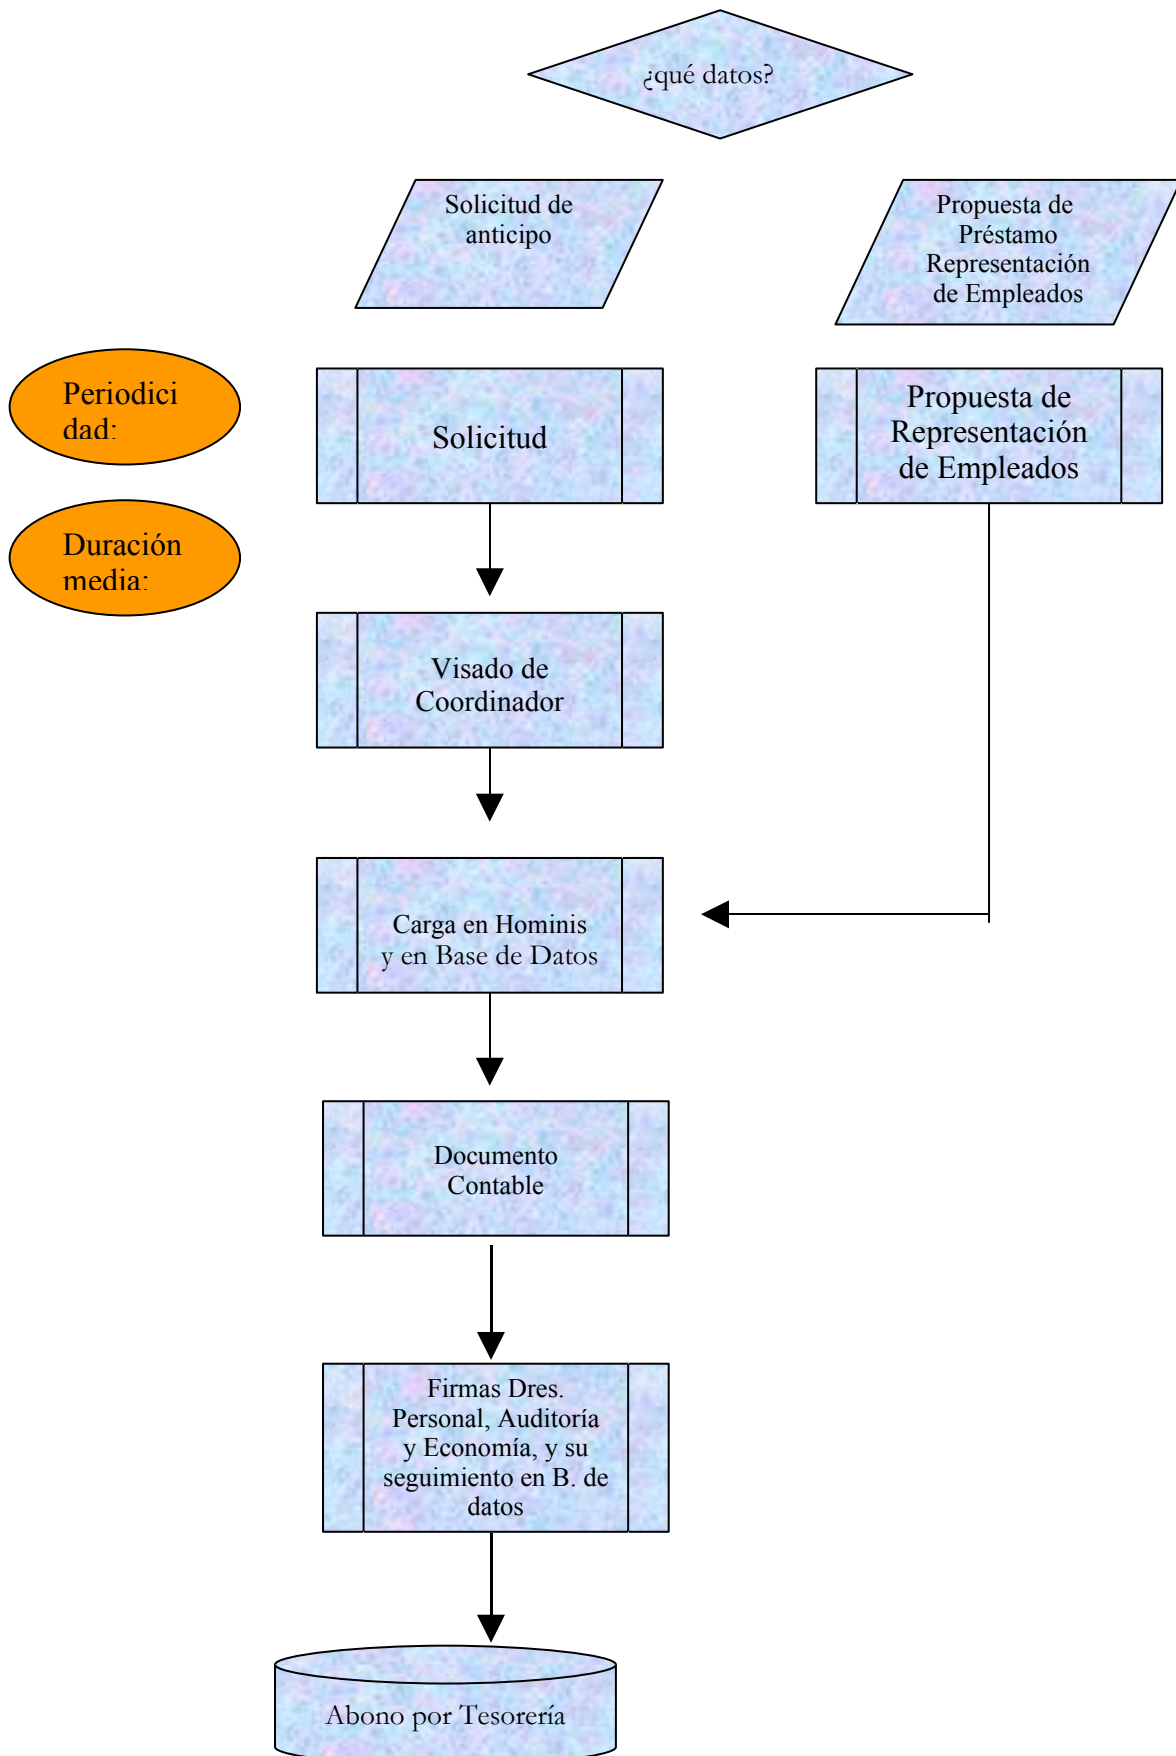 ¿qué datos?
Solicitud de
anticipo
Propuesta de
Préstamo
Representación
de Empleados
Periodici
dad:
Solicitud
Propuesta de
Representación
de Empleados
Duración
media:
Visado de
Coordinador
Carga en Hominis
y en Base de Datos
Documento
Contable
Firmas Dres.
Personal, Auditoría
y Economía, y su
seguimiento en B. de
datos
Abono por Tesorería